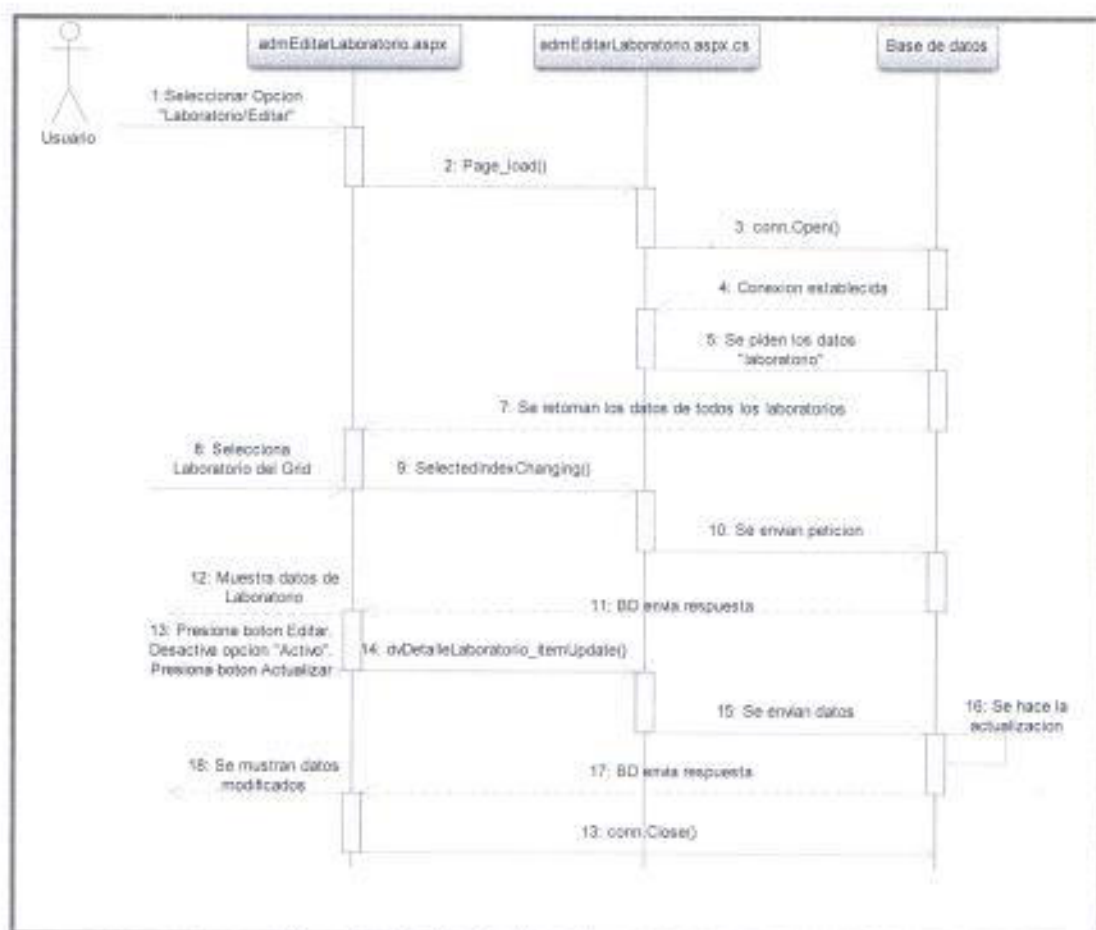 admEditarLaboratorio.aspx
admEditarLaboratorio.aspx.cs
Base de datos
Usuario
1:Seleccionar Opcion
"Laboratorio/Editar"
2: Page_load()
3: conn.Open()
4: Conexion establecida
5: Se piden los datos
"laboratorio"
7: Se retornan los datos de todos los laboratorios
8: Selecciona
Laboratorio del Grid
9: SelectedIndexChanging()
10: Se envian peticion
12: Muestra datos de
Laboratorio
11: BD envia respuesta
13: Presiona boton Editar.
Desactiva opcion "Activo".
Presiona boton Actualizar
14: dvDetalleLaboratorio_itemUpdate()
15: Se envian datos
16: Se hace la
actualizacion
18: Se mustran datos
modificados
17: BD envia respuesta
13: conn.Close()